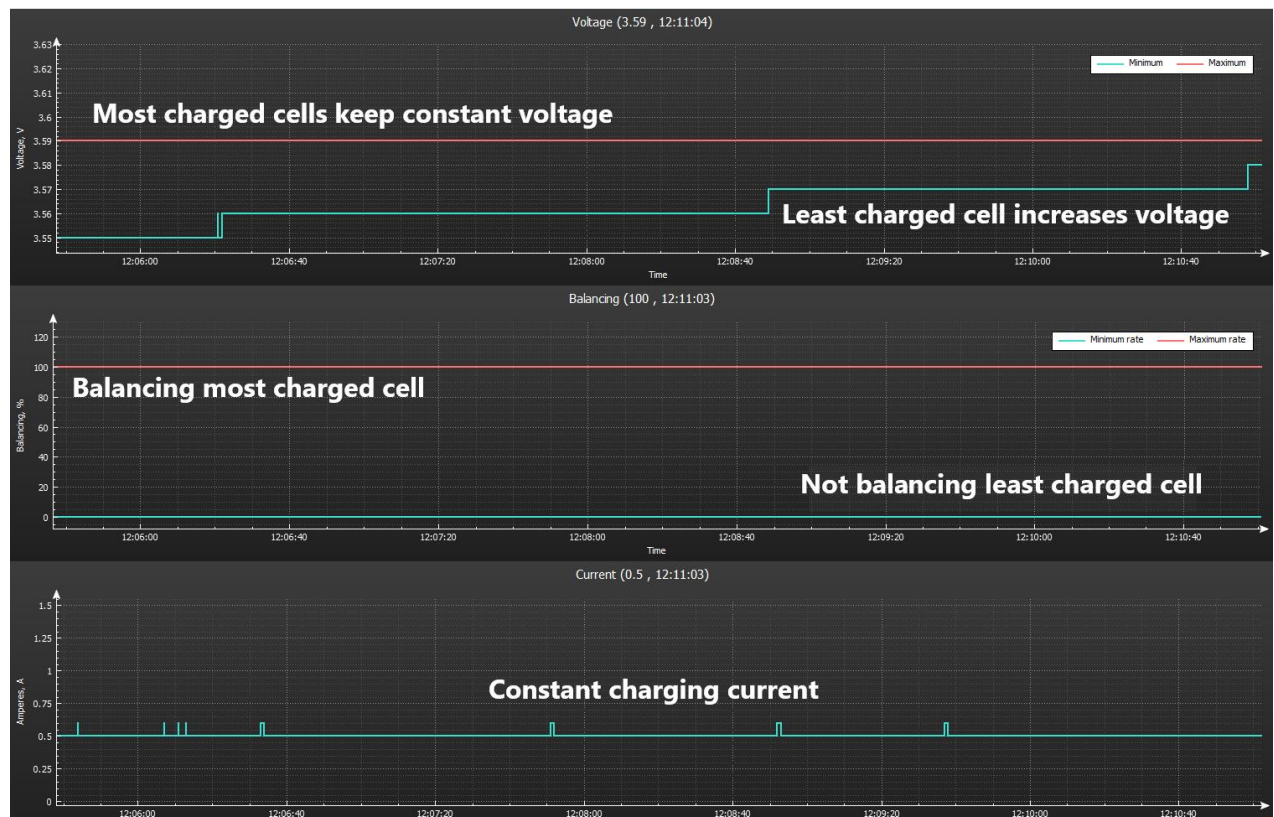 Voltage (3.59 , 12:11:04)
3.63
3.62
3.61
3.6
3.59
3.58
3.57
3.56
3.55
Voltage, V
Minimum Maximum
Most charged cells keep constant voltage
Least charged cell increases voltage
12:06:00 12:06:40 12:07:20 12:08:00 12:08:40 12:09:20 12:10:00 12:10:40
Time
Balancing (100 , 12:11:03)
120
100
80
60
40
20
0
Balancing, %
Minimum rate Maximum rate
Balancing most charged cell
Not balancing least charged cell
12:06:00 12:06:40 12:07:20 12:08:00 12:08:40 12:09:20 12:10:00 12:10:40
Time
Current (0.5 , 12:11:03)
1.5
1.25
1
0.75
0.5
0.25
0
Amperes, A
Constant charging current
12:06:00 12:06:40 12:07:20 12:08:00 12:08:40 12:09:20 12:10:00 12:10:40